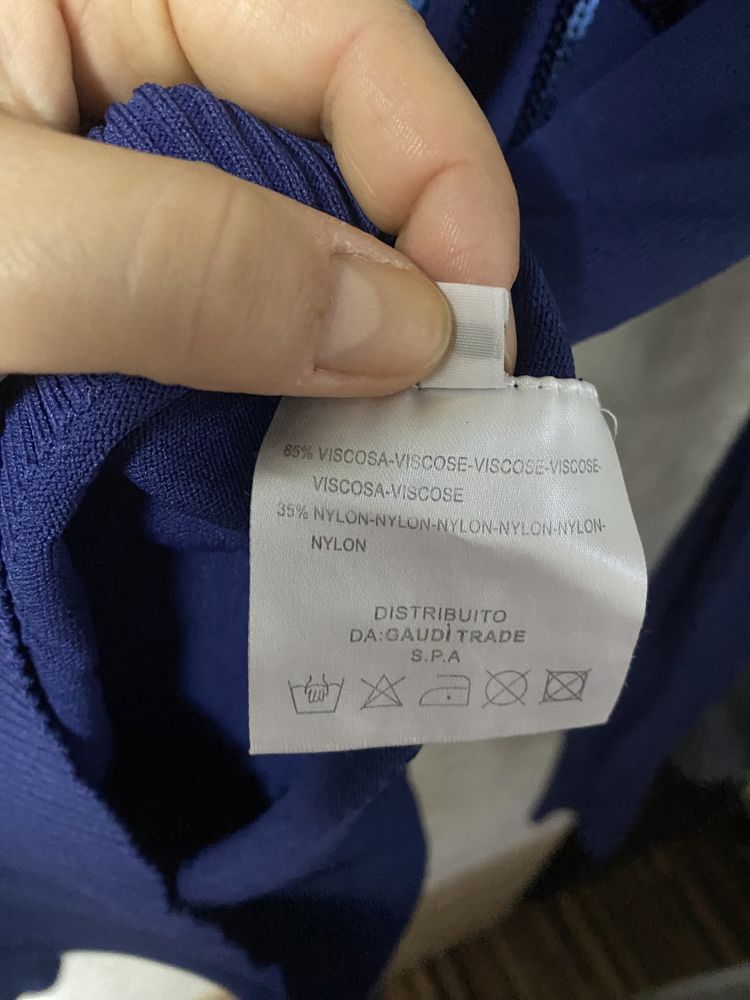 65% VISCOSA-VISCOSE-VISCOSE-VISCOSE-
VISCOSA-VISCOSE
35% NYLON-NYLON-NYLON-NYLON-NYLON-
NYLON
DISTRIBUITO
DA:GAUDÌ TRADE
S.P.A